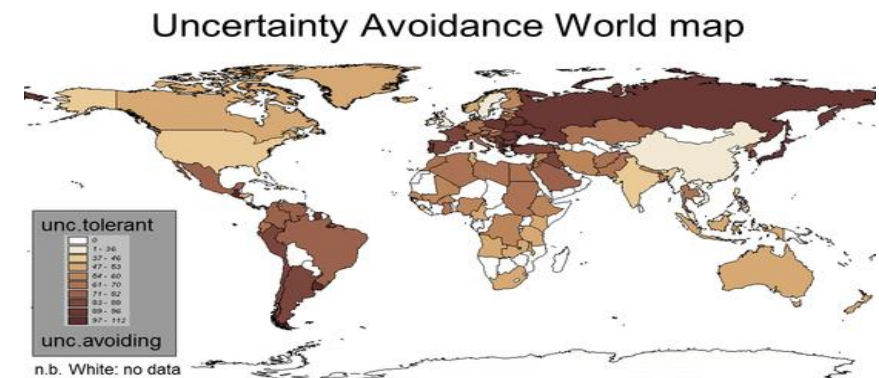 Uncertainty Avoidance World map
unc.tolerant
0
1 - 36
37 - 46
47 - 53
54 - 60
61 - 70
71 - 82
83 - 88
89 - 96
97 - 112
unc.avoiding
n.b. White: no data